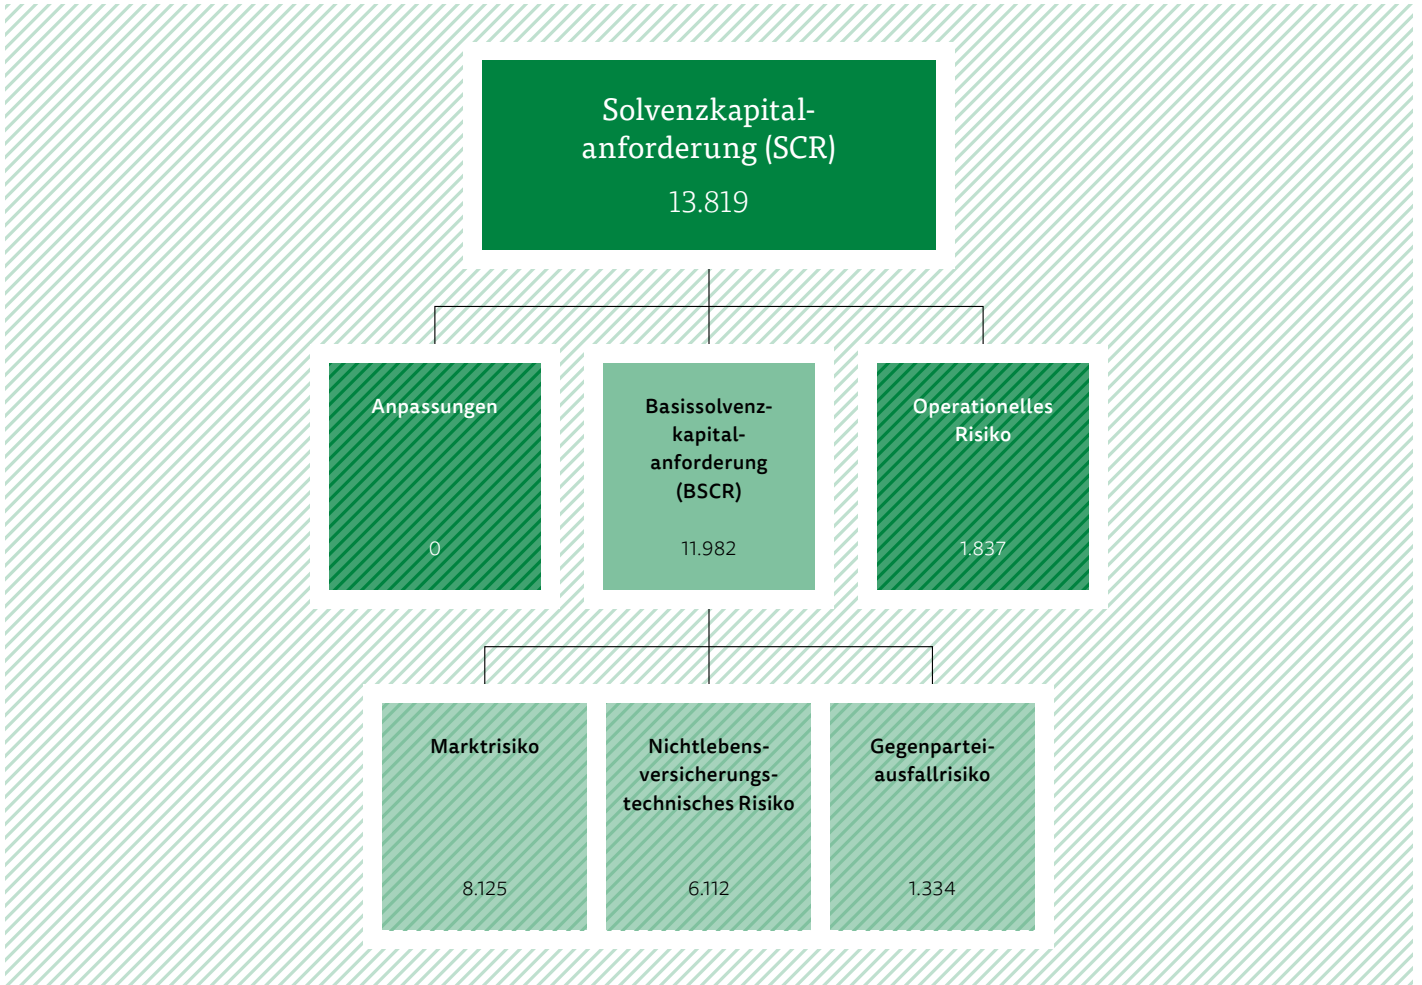 Solvenzkapital-
anforderung (SCR)
13.819
Anpassungen
0
Basissolvenz-
kapital-
anforderung
(BSCR)
11.982
Operationelles
Risiko
1.837
Marktrisiko
8.125
Nichtlebens-
versicherungs-
technisches Risiko
6.112
Gegenpartei-
ausfallrisiko
1.334